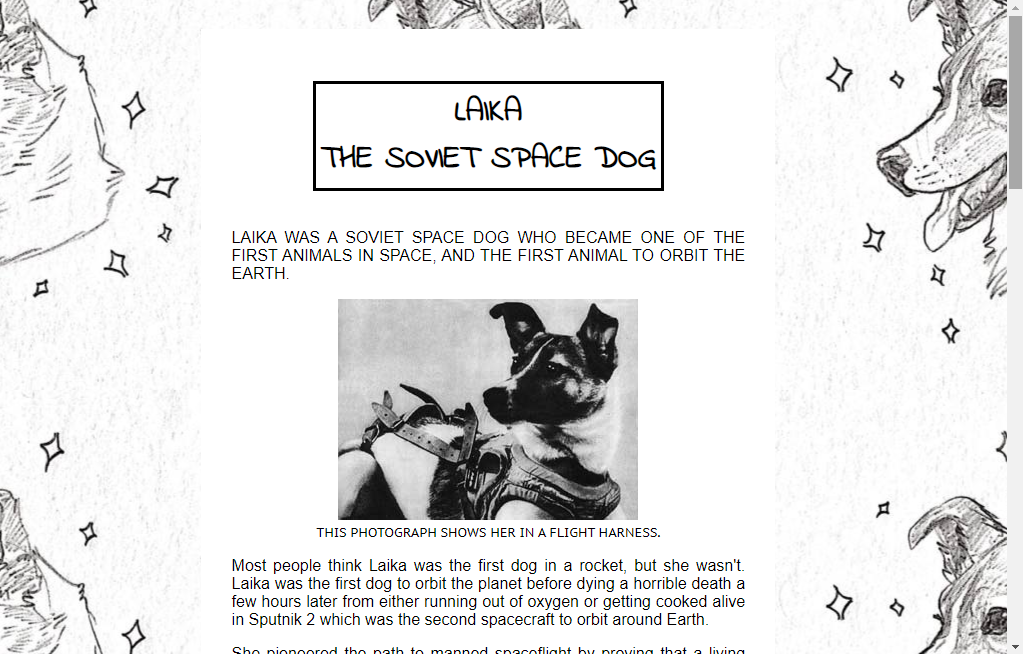 LAIKA
THE SOVIET SPACE DOG
LAIKA WAS A SOVIET SPACE DOG WHO BECAME ONE OF THE
FIRST ANIMALS IN SPACE, AND THE FIRST ANIMAL TO ORBIT THE
EARTH.
THIS PHOTOGRAPH SHOWS HER IN A FLIGHT HARNESS.
Most people think Laika was the first dog in a rocket, but she wasn't.
Laika was the first dog to orbit the planet before dying a horrible death a
few hours later from either running out of oxygen or getting cooked alive
in Sputnik 2 which was the second spacecraft to orbit around Earth.
She pioneered the path to manned spaceflight by proving that a living